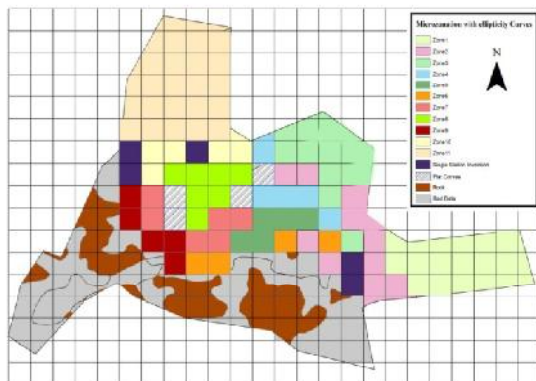 Microzonation with ellipticity Curves
N
Zone1
Zone2
Zone3
Zone4
Zone5
Zone6
Zone7
Zone8
Zone9
Zone10
Zone11
Single Station Inversion
Flat Curves
Rock
Bad Data